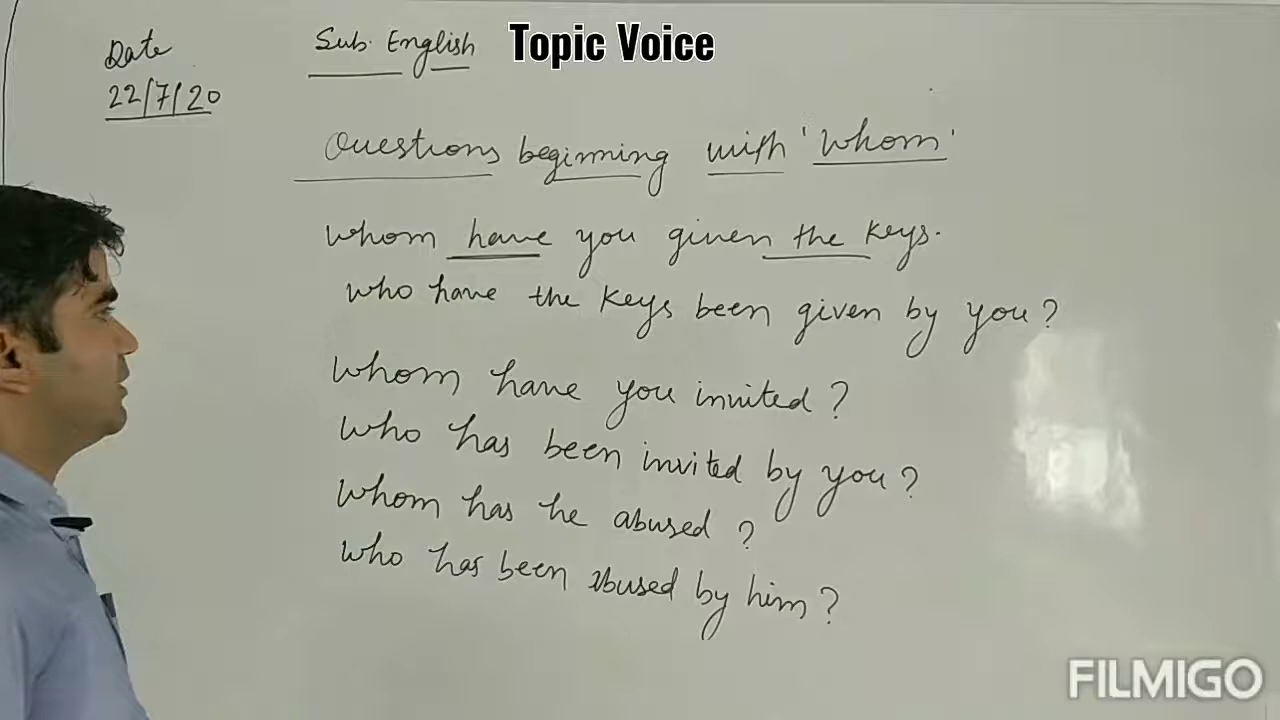 Date
22/7/20
Sub. English
Topic Voice
Questions beginning with 'Whom'
Whom have you given the keys.
Who have the keys been given by you?
Whom have you invited?
Who has been invited by you?
Whom has he abused?
Who has been abused by him?
FILMIGO